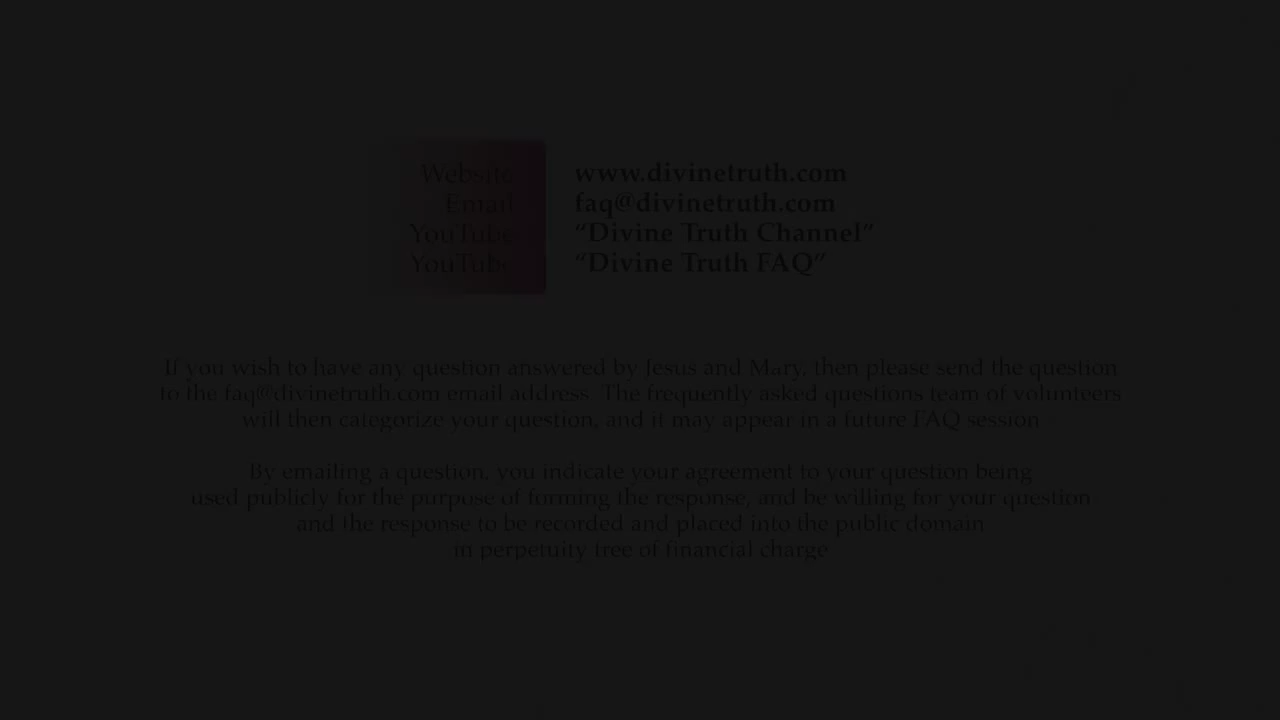 Website www.divinetruth.com
Email faq@divinetruth.com
YouTube “Divine Truth Channel”
YouTube “Divine Truth FAQ”
If you wish to have any question answered by Jesus and Mary, then please send the question
to the faq@divinetruth.com email address. The frequently asked questions team of volunteers
will then categorize your question, and it may appear in a future FAQ session
By emailing a question, you indicate your agreement to your question being
used publicly for the purpose of forming the response, and be willing for your question
and the response to be recorded and placed into the public domain
in perpetuity free of financial charge